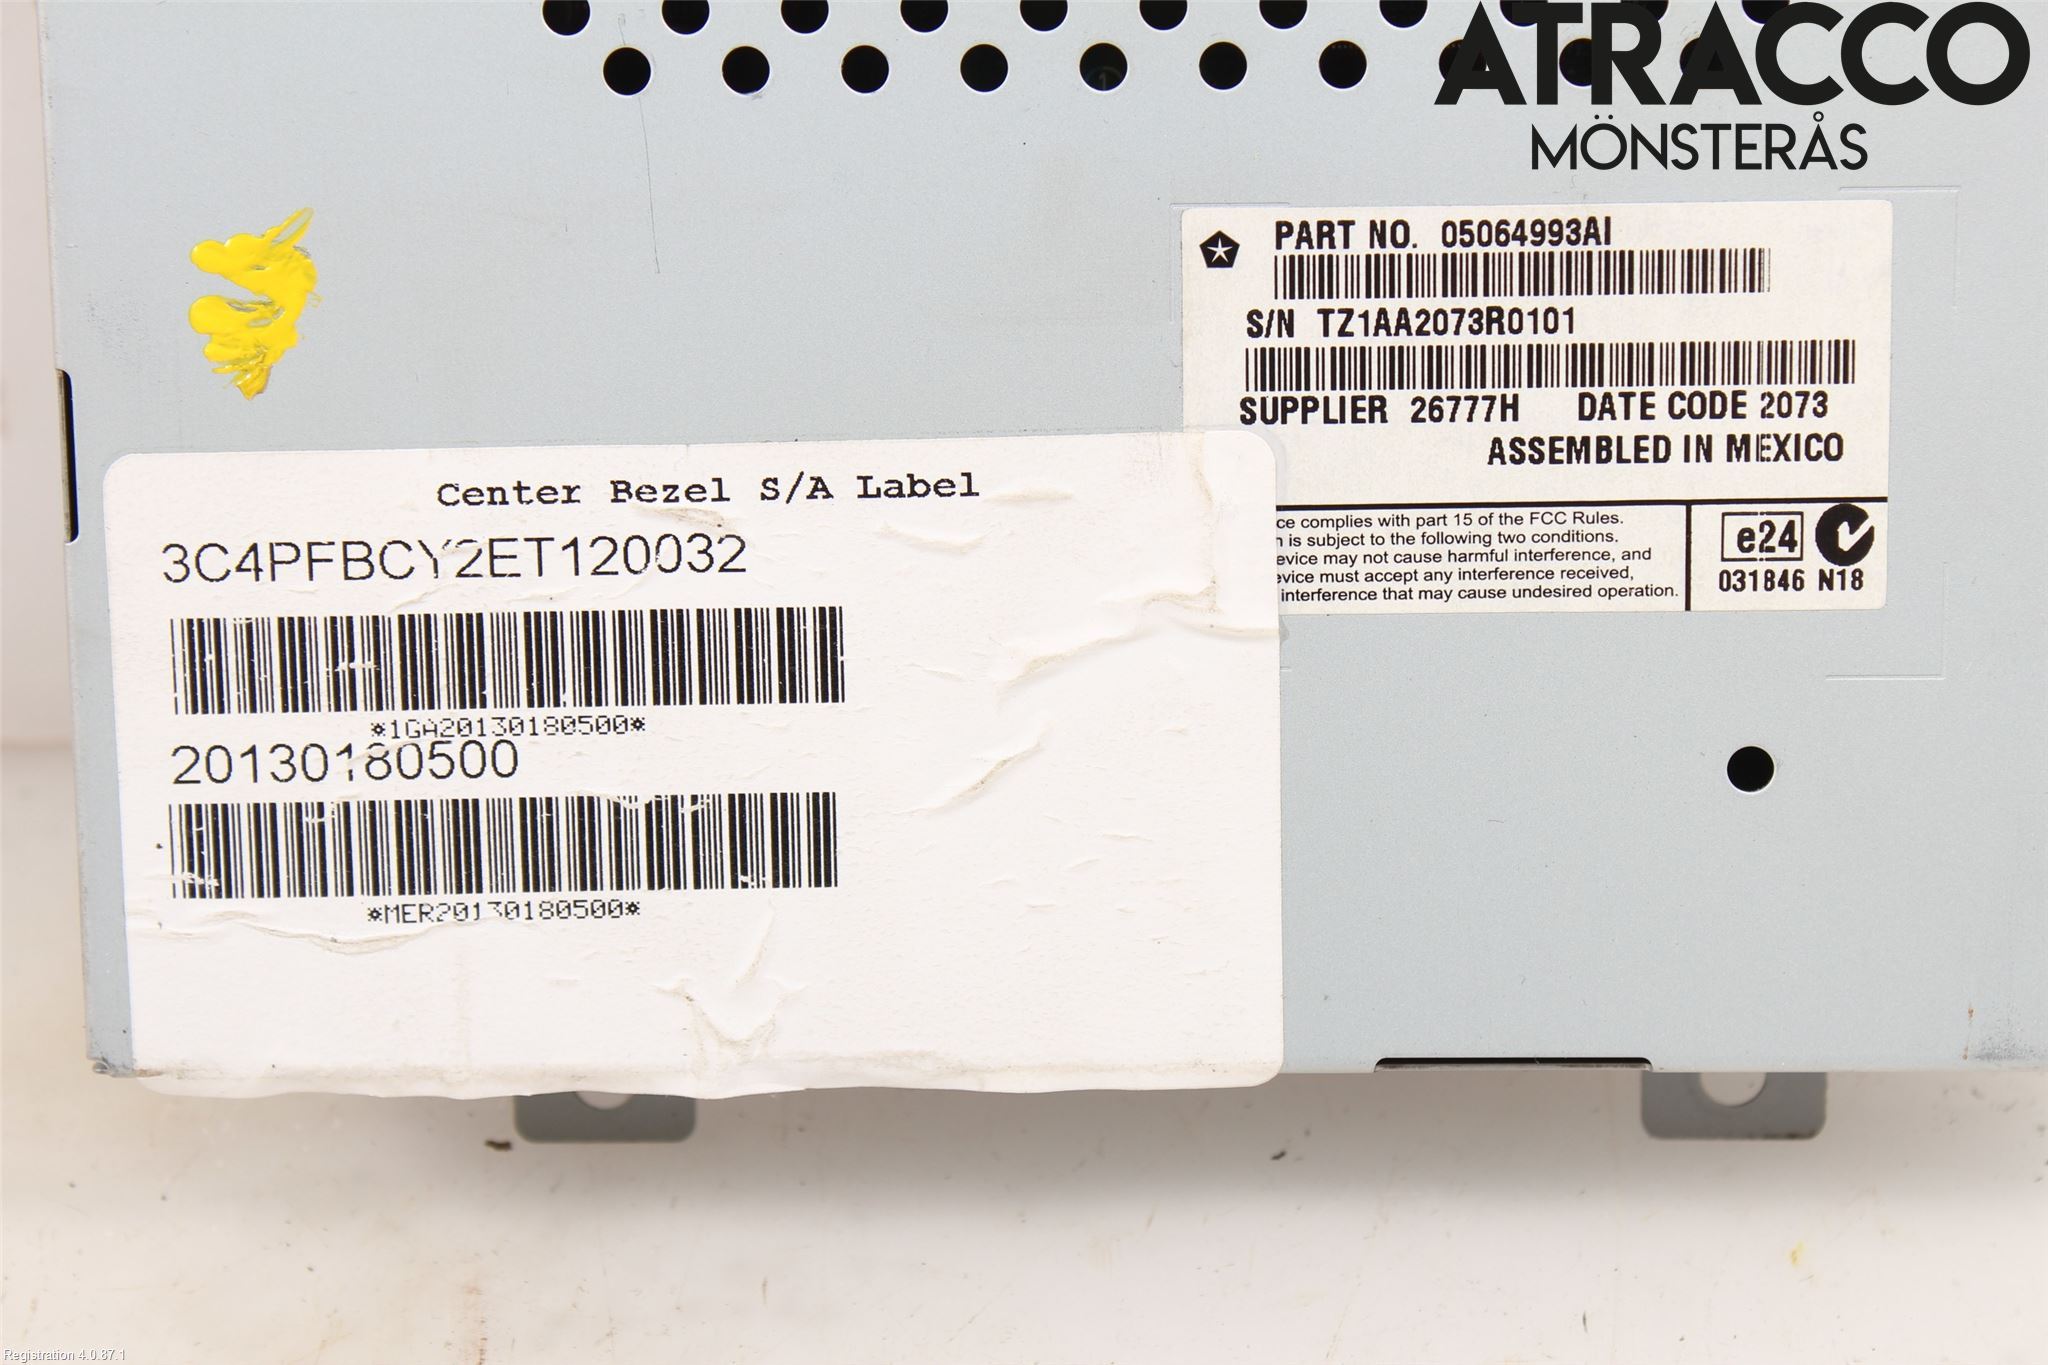 ATRACCO
MÖNSTERÅS
PART NO. 05064993AI
S/N TZ1AA2073R0101
SUPPLIER 26777H DATE CODE 2073
ASSEMBLED IN MEXICO
ce complies with part 15 of the FCC Rules.
is subject to the following two conditions.
evice may not cause harmful interference, and
evice must accept any interference received,
interference that may cause undesired operation.
e24
031846 N18
Center Bezel S/A Label
3C4PFBCY2ET120032
*1GA20130180500*
20130180500
*MER20130180500*
Registration 4.0.87.1